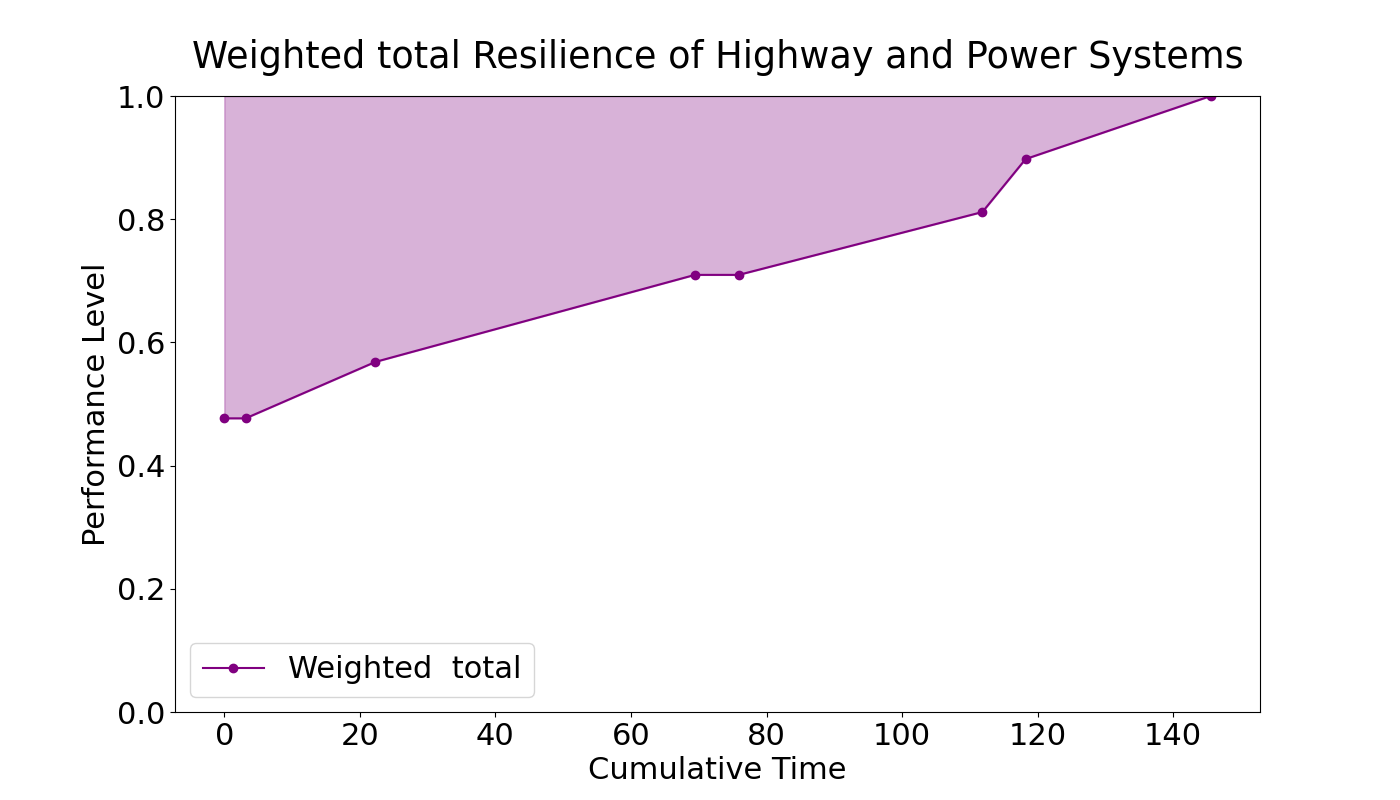 Weighted total Resilience of Highway and Power Systems
1.0
0.8
0.6
0.4
0.2
0.0
Performance Level
Weighted  total
0 20 40 60 80 100 120 140
Cumulative Time